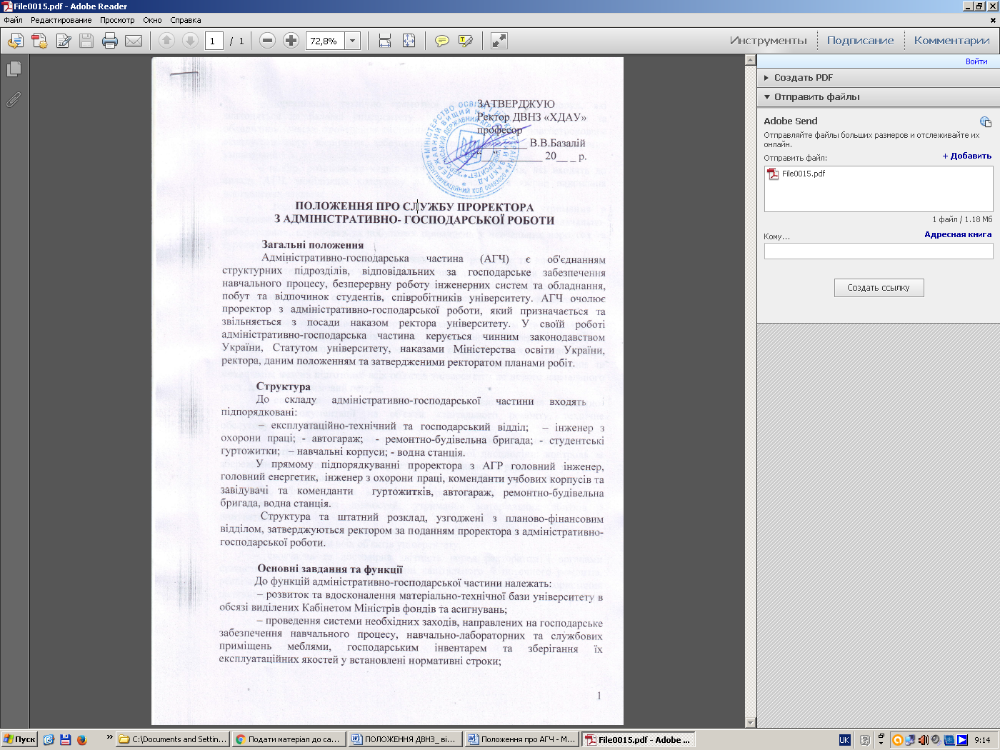 File0015.pdf - Adobe Reader
Файл Редактирование Просмотр Окно Справка
1 / 1 72,8% Инструменты Подписание Комментарии
Войти
Создать PDF
Отправить файлы
Adobe Send
Отправляйте файлы больших размеров и отслеживайте их
онлайн.
Отправить файл: + Добавить
File0015.pdf
1 файл / 1.18 Мб
Кому... Адресная книга
Создать ссылку
ЗАТВЕРДЖУЮ
Ректор ДВНЗ «ХДАУ»
професор
В.В.Базалій
“ ” 20__ _ р.
ІДЕНТИФІКАЦІЙНИЙ КОД 00493020
ПОЛОЖЕННЯ ПРО СЛУЖБУ ПРОРЕКТОРА
З АДМІНІСТРАТИВНО- ГОСПОДАРСЬКОЇ РОБОТИ
Загальні положення
Адміністративно-господарська частина (АГЧ) є об'єднанням
структурних підрозділів, відповідальних за господарське забезпечення
навчального процесу, безперервну роботу інженерних систем та обладнання,
побут та відпочинок студентів, співробітників університету. АГЧ очолює
проректор з адміністративно-господарської роботи, який призначається та
звільняється з посади наказом ректора університету. У своїй роботі
адміністративно-господарська частина керується чинним законодавством
України, Статутом університету, наказами Міністерства освіти України,
ректора, даним положенням та затвердженими ректоратом планами робіт.
Структура
До складу адміністративно-господарської частини входять і
підпорядковані:
– експлуатаційно-технічний та господарський відділ; – інженер з
охорони праці; - автогараж; - ремонтно-будівельна бригада; - студентські
гуртожитки; – навчальні корпуси; - водна станція.
У прямому підпорядкуванні проректора з АГР головний інженер,
головний енергетик, інженер з охорони праці, коменданти учбових корпусів та
завідувачі та коменданти гуртожитків, автогараж, ремонтно-будівельна
бригада, водна станція.
Структура та штатний розклад, узгоджені з планово-фінансовим
відділом, затверджуються ректором за поданням проректора з адміністративно-
господарської роботи.
Основні завдання та функції
До функцій адміністративно-господарської частини належать:
– розвиток та вдосконалення матеріально-технічної бази університету в
обсязі виділених Кабінетом Міністрів фондів та асигнувань;
– проведення системи необхідних заходів, направлених на господарське
забезпечення навчального процесу, навчально-лабораторних та службових
приміщень меблями, господарським інвентарем та зберігання їх
експлуатаційних якостей у встановлені нормативні строки;
1
Пуск » C:\Documents and Settin... Подати матеріал до са... ПОЛОЖЕННЯ ДВНЗ_ ві... Положення про АГЧ - М... File0015.pdf - Adobe ... UK 9:14